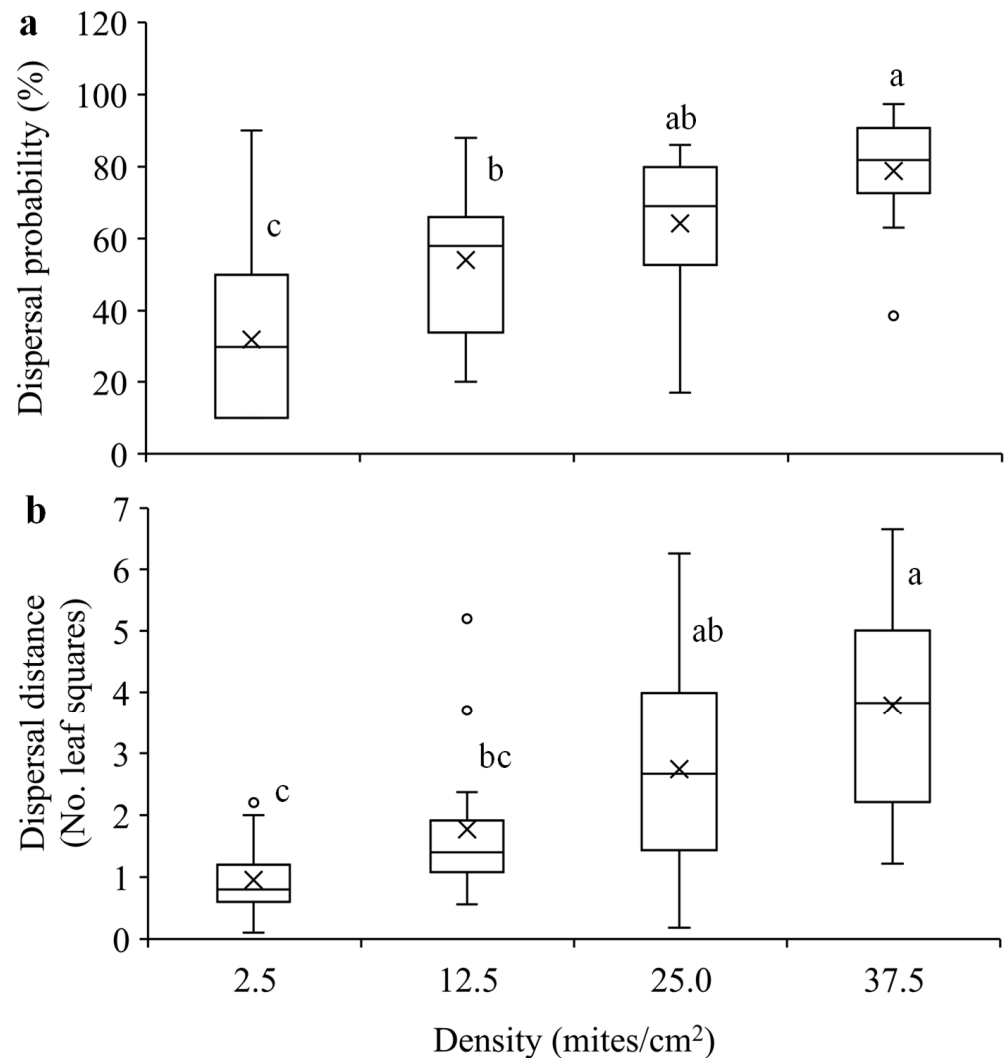 a
Dispersal probability (%)
120
100
80
60
40
20
0
c
b
ab
a
b
Dispersal distance
(No. leaf squares)
7
6
5
4
3
2
1
0
c
bc
ab
a
2.5 12.5 25.0 37.5
Density (mites/cm²)